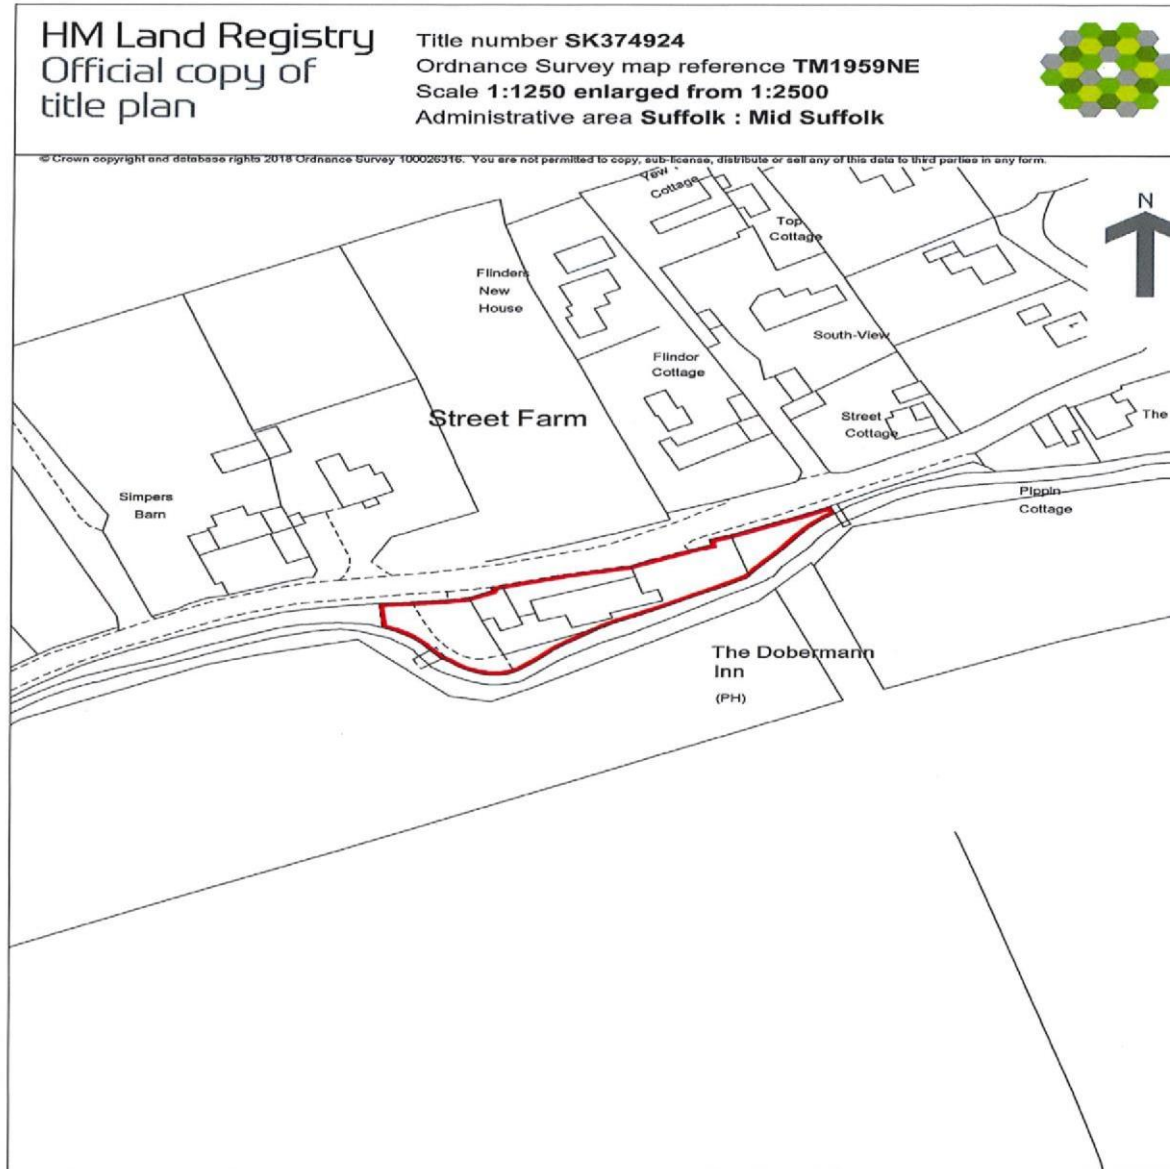 HM Land Registry
Official copy of
title plan
Title number SK374924
Ordnance Survey map reference TM1959NE
Scale 1:1250 enlarged from 1:2500
Administrative area Suffolk : Mid Suffolk
© Crown copyright and database rights 2018 Ordnance Survey 100026316. You are not permitted to copy, sub-license, distribute or sell any of this data to third parties in any form.
N
Yew
Cottage
Top
Cottage
Flinders
New
House
South-View
Flindor
Cottage
Street Farm
Street
Cottage
The
Simpers
Barn
Pippin
Cottage
The Dobermann
Inn
(PH)